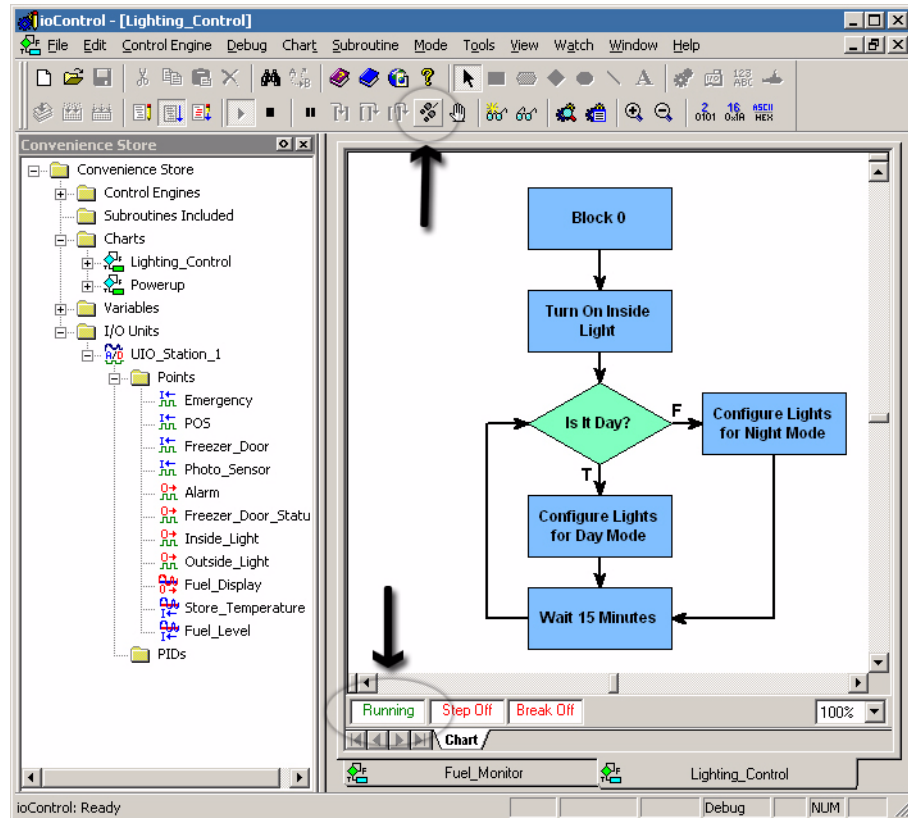 ioControl - [Lighting_Control]
File Edit Control Engine Debug Chart Subroutine Mode Tools View Watch Window Help
A 123 ABC
2 0101 16 0x1A ASCII HEX
Convenience Store
Convenience Store
Control Engines
Subroutines Included
Charts
Lighting_Control
Powerup
Variables
I/O Units
UIO_Station_1
Points
Emergency
POS
Freezer_Door
Photo_Sensor
Alarm
Freezer_Door_Statu
Inside_Light
Outside_Light
Fuel_Display
Store_Temperature
Fuel_Level
PIDs
Block 0
Turn On Inside
Light
Is It Day?
F
Configure Lights
for Night Mode
T
Configure Lights
for Day Mode
Wait 15 Minutes
Running Step Off Break Off 100%
Chart
Fuel_Monitor Lighting_Control
ioControl: Ready Debug NUM